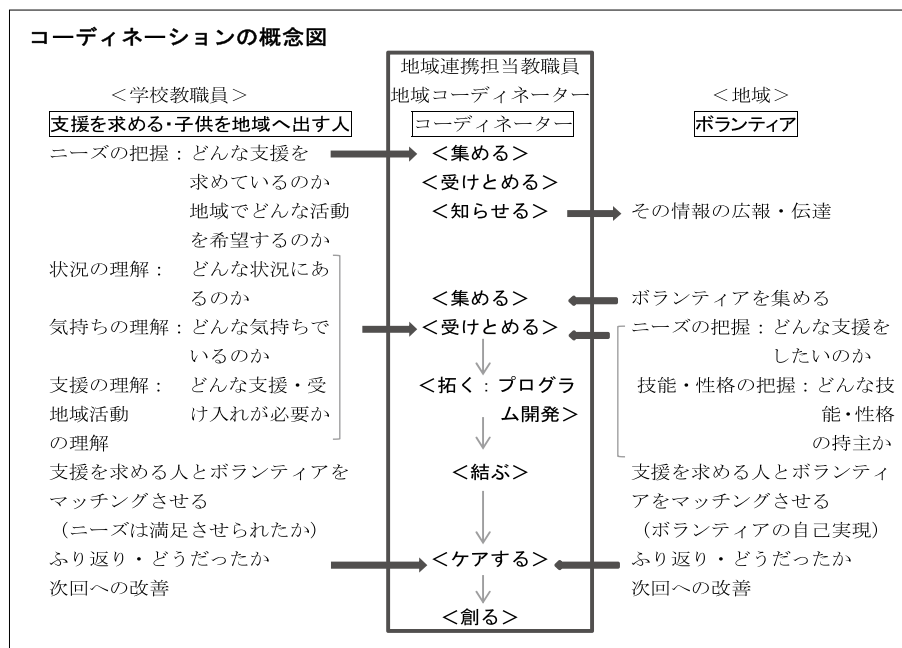 コーディネーションの概念図
＜学校教職員＞
支援を求める・子供を地域へ出す人
ニーズの把握：どんな支援を
求めているのか
地域でどんな活動
を希望するのか
状況の理解：どんな状況にあ
るのか
気持ちの理解：どんな気持ちで
いるのか
支援の理解：どんな支援・受
地域活動　け入れが必要か
の理解
支援を求める人とボランティアを
マッチングさせる
（ニーズは満足させられたか）
ふり返り・どうだったか
次回への改善
地域連携担当教職員
地域コーディネーター
コーディネーター
＜集める＞
＜受けとめる＞
＜知らせる＞
＜集める＞
＜受けとめる＞
＜拓く：プログラ
ム開発＞
＜結ぶ＞
＜ケアする＞
＜創る＞
＜地域＞
ボランティア
その情報の広報・伝達
ボランティアを集める
ニーズの把握：どんな支援を
したいのか
技能・性格の把握：どんな技
能・性格
の持主か
支援を求める人とボランティ
アをマッチングさせる
（ボランティアの自己実現）
ふり返り・どうだったか
次回への改善